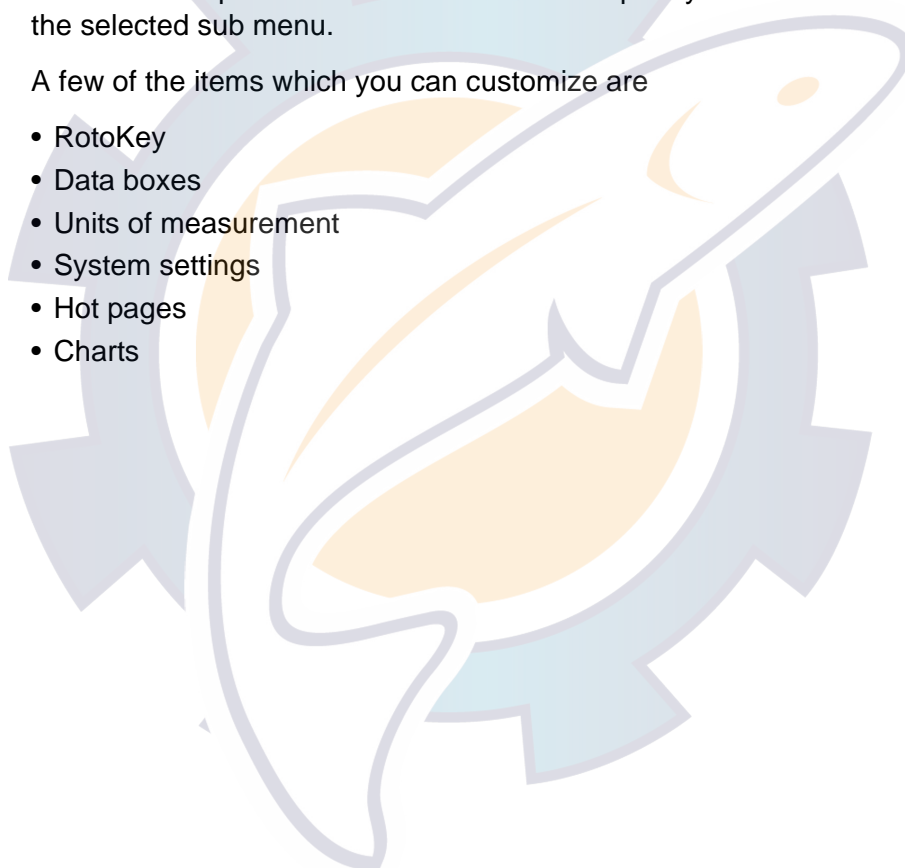 the selected sub menu.
A few of the items which you can customize are
• RotoKey
• Data boxes
• Units of measurement
• System settings
• Hot pages
• Charts